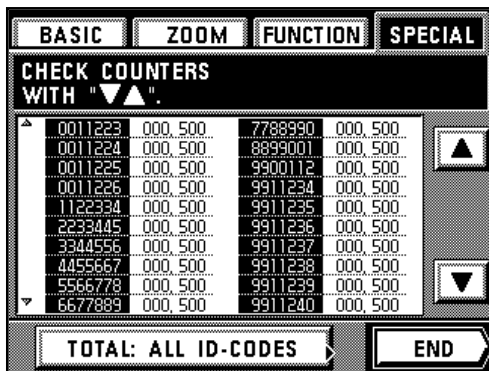 BASIC ZOOM FUNCTION SPECIAL
CHECK COUNTERS
WITH "▼▲".
0011223 000,500 7788990 000,500
0011224 000,500 8899001 000,500
0011225 000,500 9900112 000,500
0011226 000,500 9911234 000,500
1122334 000,500 9911235 000,500
2233445 000,500 9911236 000,500
3344556 000,500 9911237 000,500
4455667 000,500 9911238 000,500
5566778 000,500 9911239 000,500
6677889 000,500 9911240 000,500
TOTAL: ALL ID-CODES END